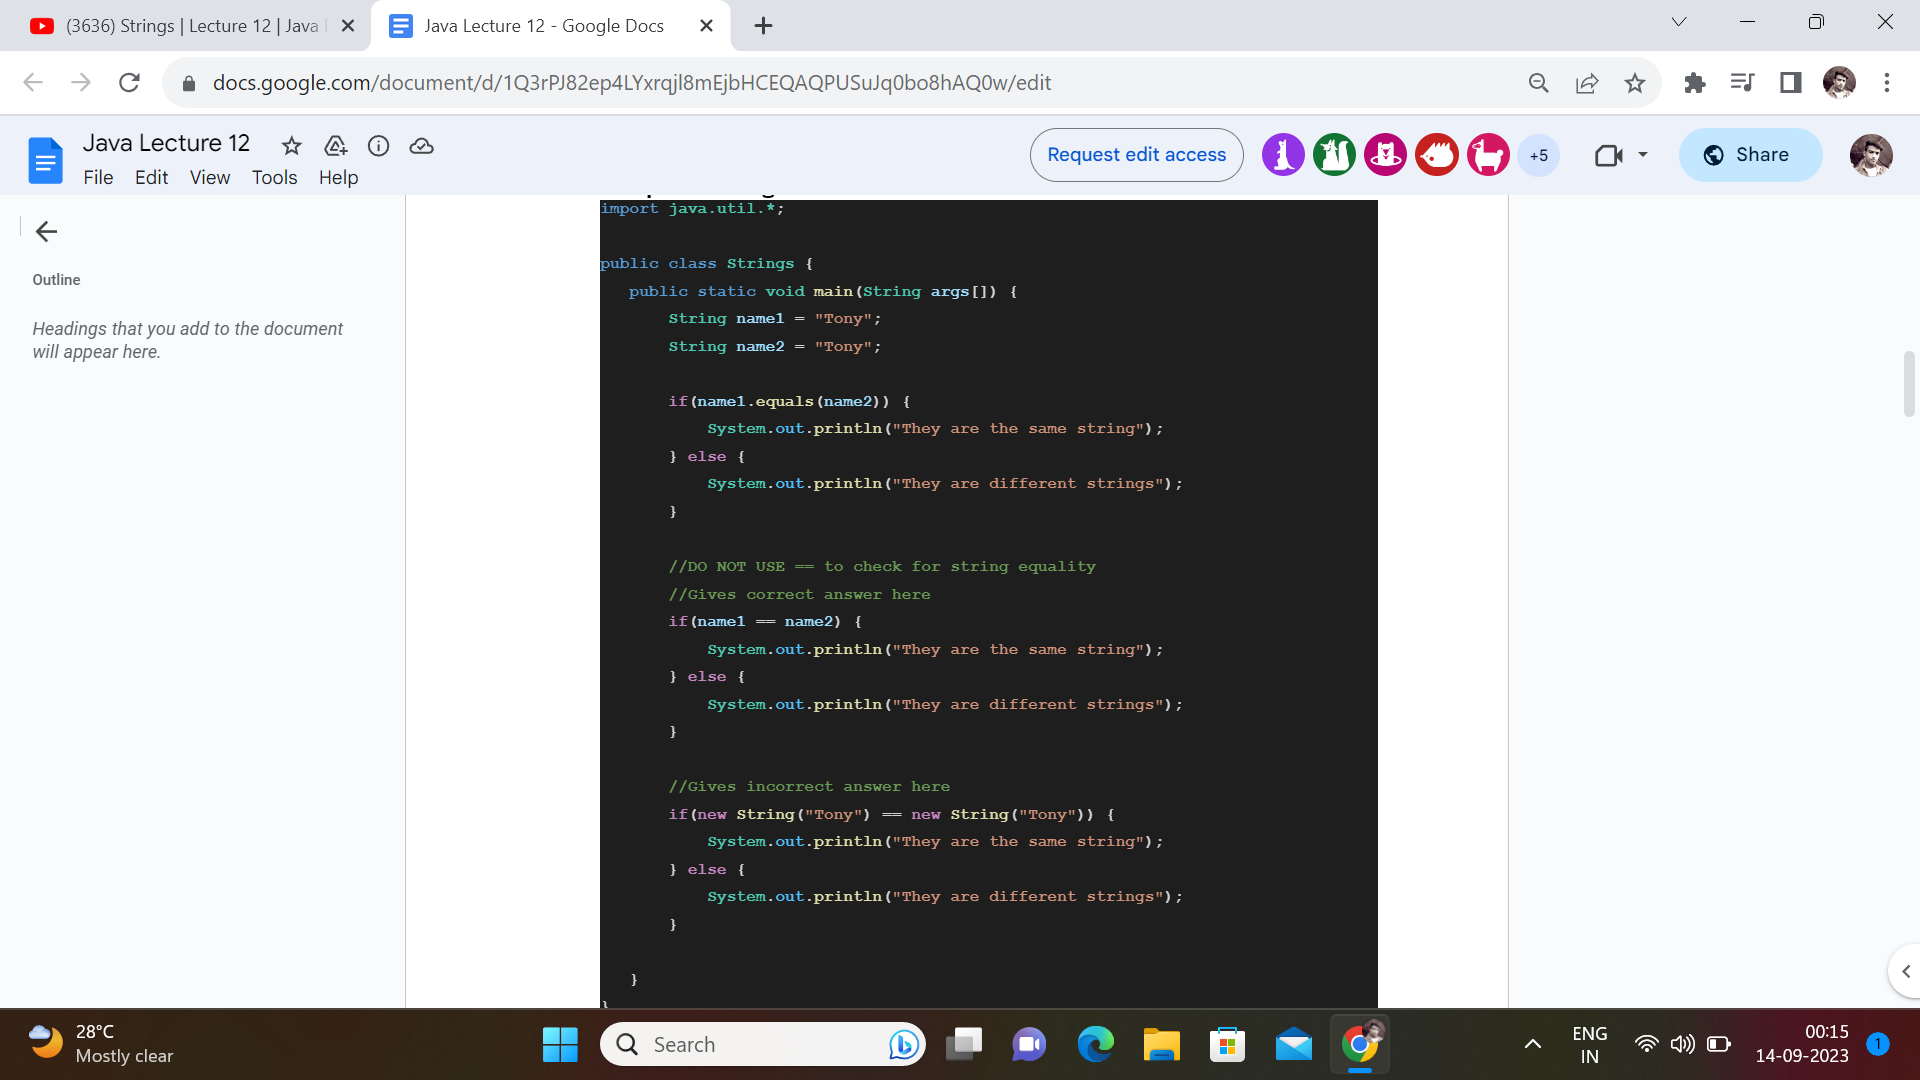 (3636) Strings | Lecture 12 | Java
Java Lecture 12 - Google Docs
docs.google.com/document/d/1Q3rPJ82ep4LYxrqjl8mEjbHCEQAQPUSuJq0bo8hAQ0w/edit
Java Lecture 12
File Edit View Tools Help
Request edit access
+5
Share
Outline
Headings that you add to the document
will appear here.
import java.util.*;
public class Strings {
public static void main(String args[]) {
String name1 = "Tony";
String name2 = "Tony";
if(name1.equals(name2)) {
System.out.println("They are the same string");
} else {
System.out.println("They are different strings");
}
//DO NOT USE == to check for string equality
//Gives correct answer here
if(name1 == name2) {
System.out.println("They are the same string");
} else {
System.out.println("They are different strings");
}
//Gives incorrect answer here
if(new String("Tony") == new String("Tony")) {
System.out.println("They are the same string");
} else {
System.out.println("They are different strings");
}
}
}
28°C
Mostly clear
Search
ENG
IN
00:15
14-09-2023
1